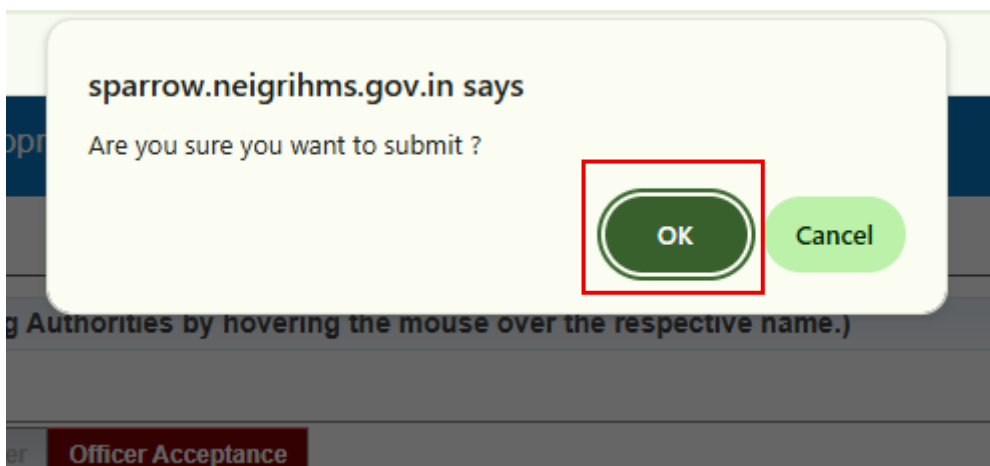 sparrow.neigrihms.gov.in says
Are you sure you want to submit ?
OK
Cancel
g Authorities by hovering the mouse over the respective name.)
er
Officer Acceptance